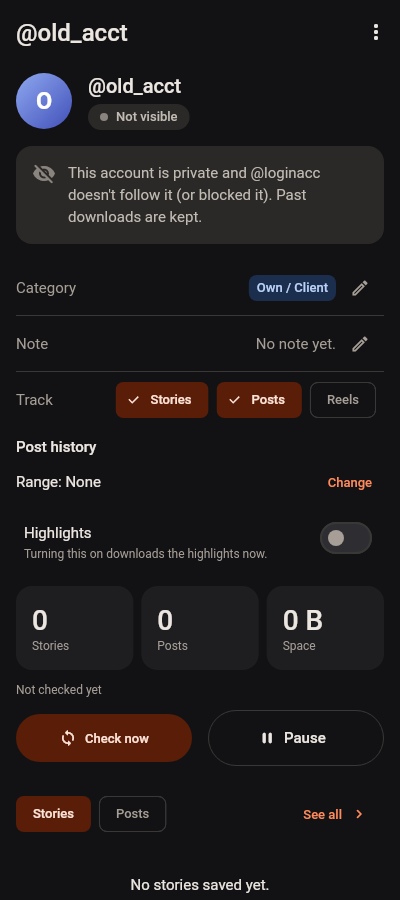 @old_acct
O
@old_acct
Not visible
This account is private and @loginacc
doesn't follow it (or blocked it). Past
downloads are kept.
Category
Own / Client
Note
No note yet.
Track
Stories
Posts
Reels
Post history
Range: None
Change
Highlights
Turning this on downloads the highlights now.
0
Stories
0
Posts
0 B
Space
Not checked yet
Check now
Pause
Stories
Posts
See all
No stories saved yet.